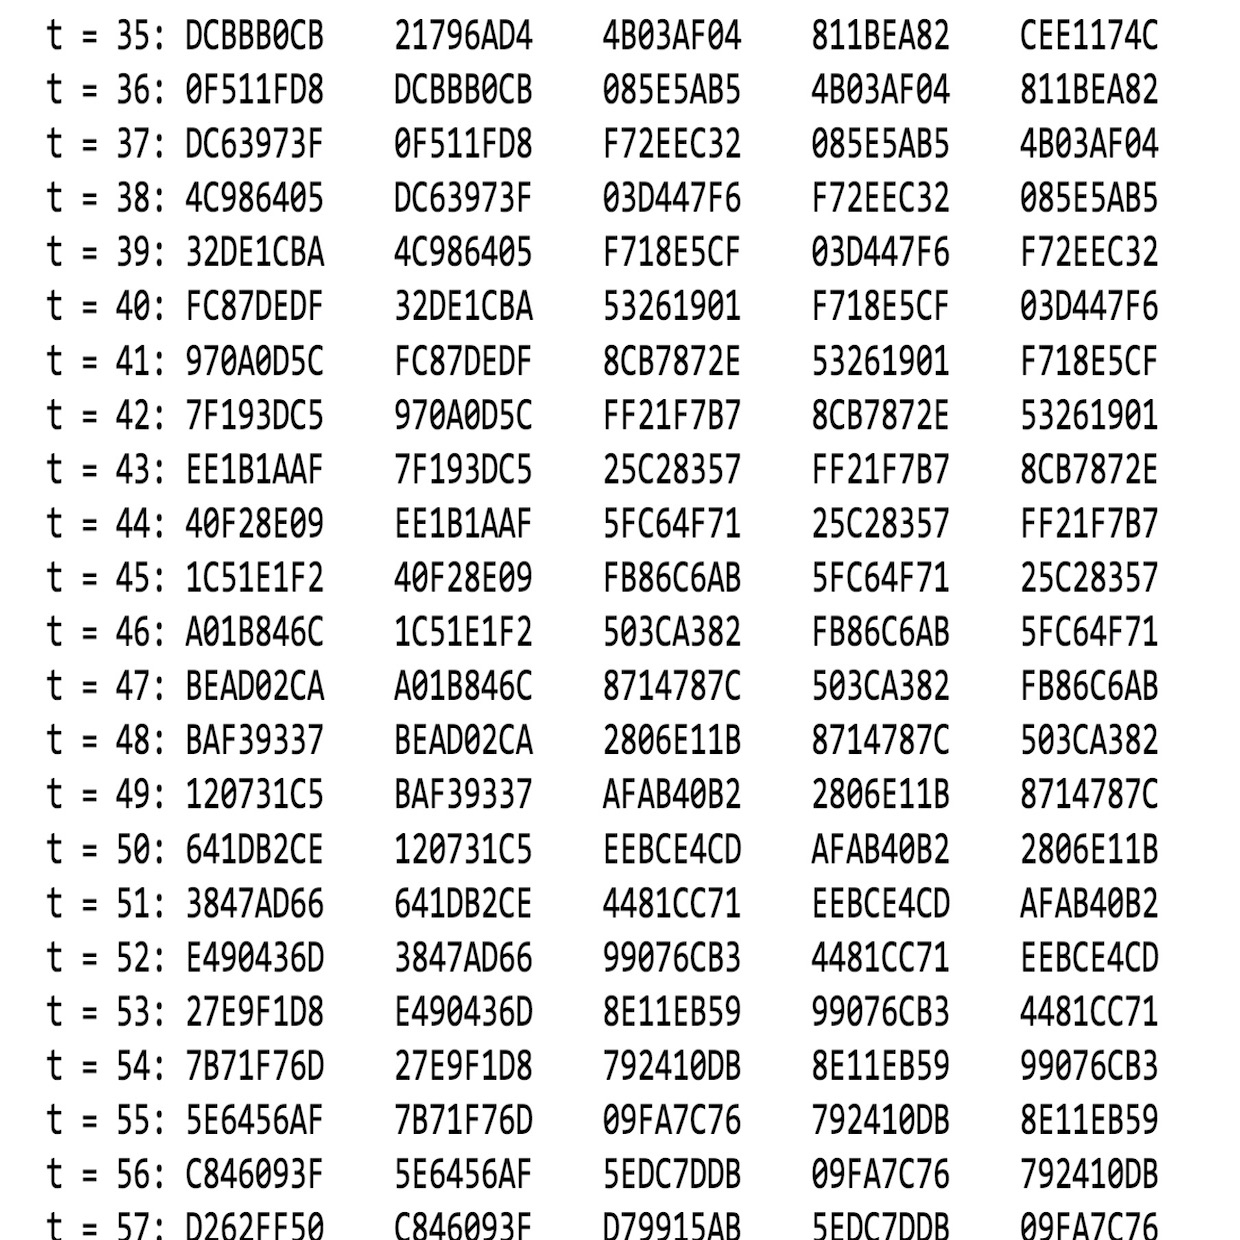 t = 35: DCBBB0CB 21796AD4 4B03AF04 811BEA82 CEE1174C
t = 36: 0F511FD8 DCBBB0CB 085E5AB5 4B03AF04 811BEA82
t = 37: DC63973F 0F511FD8 F72EEC32 085E5AB5 4B03AF04
t = 38: 4C986405 DC63973F 03D447F6 F72EEC32 085E5AB5
t = 39: 32DE1CBA 4C986405 F718E5CF 03D447F6 F72EEC32
t = 40: FC87DEDF 32DE1CBA 53261901 F718E5CF 03D447F6
t = 41: 970A0D5C FC87DEDF 8CB7872E 53261901 F718E5CF
t = 42: 7F193DC5 970A0D5C FF21F7B7 8CB7872E 53261901
t = 43: EE1B1AAF 7F193DC5 25C28357 FF21F7B7 8CB7872E
t = 44: 40F28E09 EE1B1AAF 5FC64F71 25C28357 FF21F7B7
t = 45: 1C51E1F2 40F28E09 FB86C6AB 5FC64F71 25C28357
t = 46: A01B846C 1C51E1F2 503CA382 FB86C6AB 5FC64F71
t = 47: BEAD02CA A01B846C 8714787C 503CA382 FB86C6AB
t = 48: BAF39337 BEAD02CA 2806E11B 8714787C 503CA382
t = 49: 120731C5 BAF39337 AFAB40B2 2806E11B 8714787C
t = 50: 641DB2CE 120731C5 EEBCE4CD AFAB40B2 2806E11B
t = 51: 3847AD66 641DB2CE 4481CC71 EEBCE4CD AFAB40B2
t = 52: E490436D 3847AD66 99076CB3 4481CC71 EEBCE4CD
t = 53: 27E9F1D8 E490436D 8E11EB59 99076CB3 4481CC71
t = 54: 7B71F76D 27E9F1D8 792410DB 8E11EB59 99076CB3
t = 55: 5E6456AF 7B71F76D 09FA7C76 792410DB 8E11EB59
t = 56: C846093F 5E6456AF 5EDC7DDB 09FA7C76 792410DB
t = 57: D262FF50 C846093F D79915AB 5EDC7DDB 09FA7C76